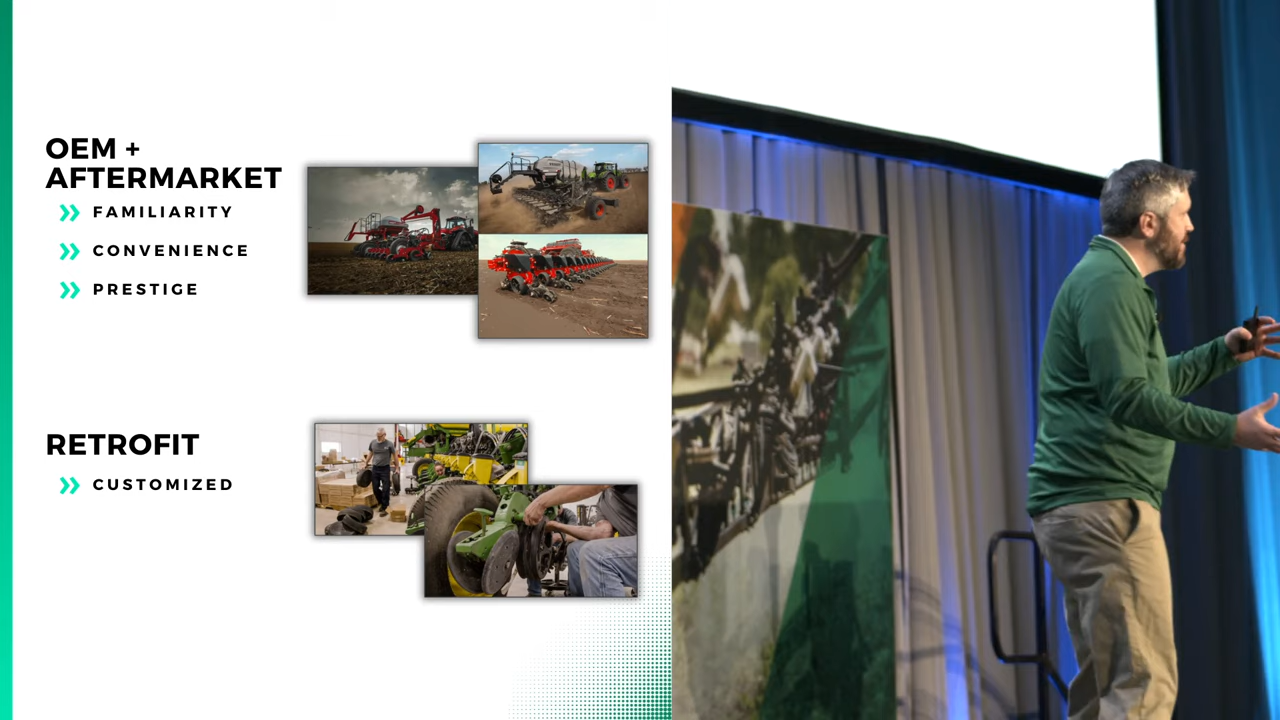 OEM +
AFTERMARKET
FAMILIARITY
CONVENIENCE
PRESTIGE
RETROFIT
CUSTOMIZED